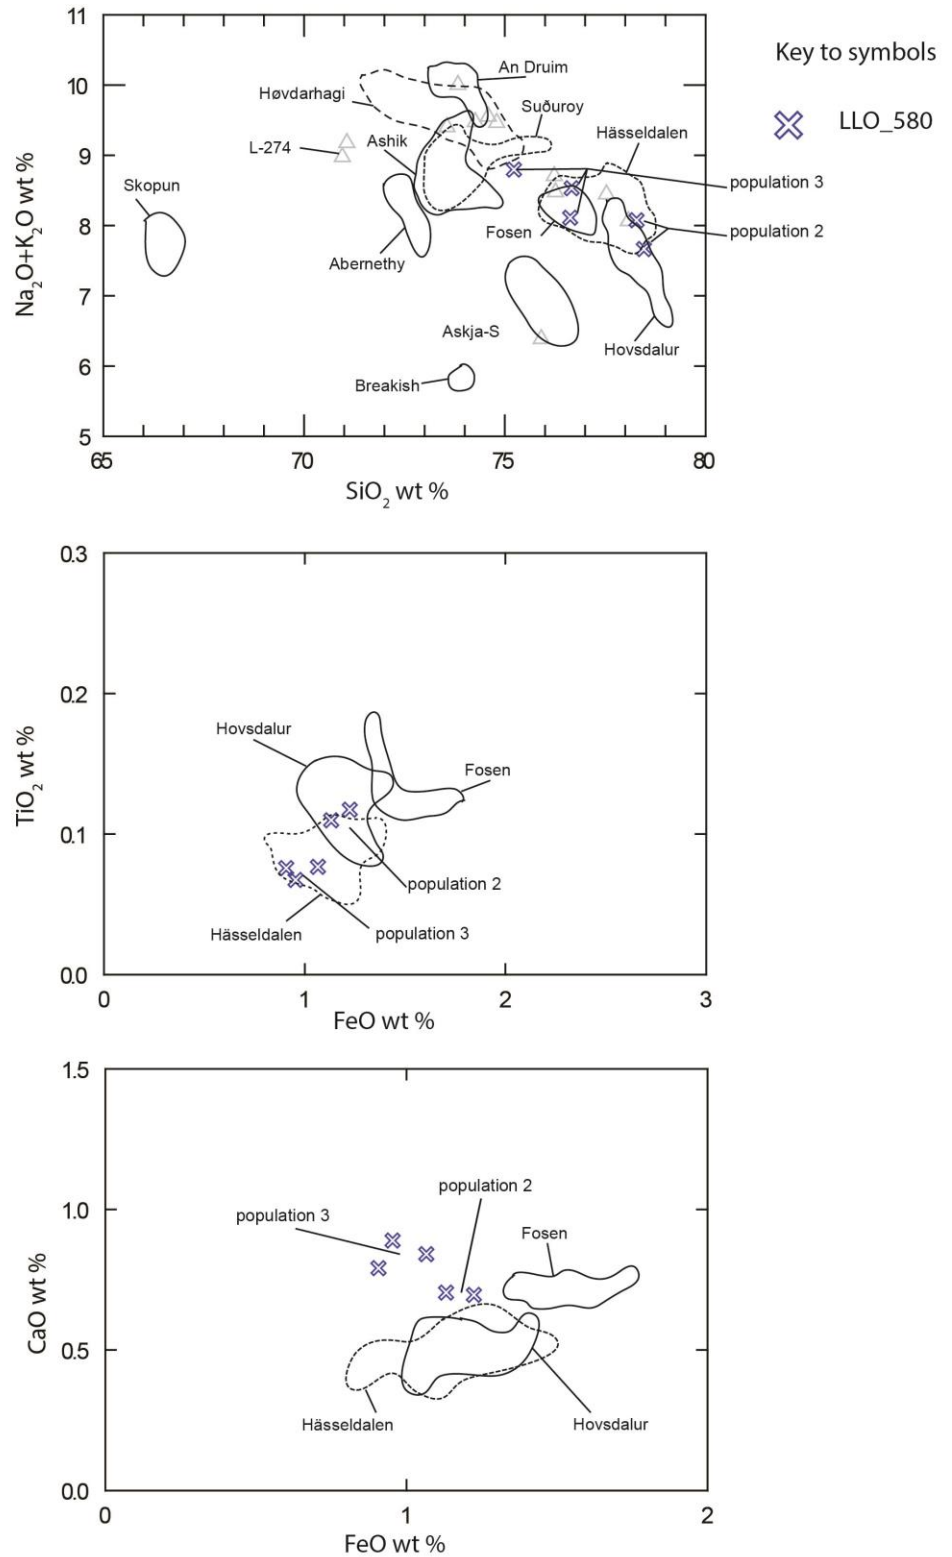 Key to symbols
LLO_580
11
10
9
8
7
6
5
Na₂O+K₂O wt %
An Druim
Høvdarhagi
Suðuroy
Hässeldalen
L-274
Ashik
Skopun
population 3
Fosen
population 2
Abernethy
Askja-S
Hovsdalur
Breakish
65
70
75
80
SiO₂ wt %
0.3
0.2
0.1
0.0
TiO₂ wt %
Hovsdalur
Fosen
population 2
Hässeldalen
population 3
0
1
2
3
FeO wt %
1.5
1.0
0.5
0.0
CaO wt %
population 2
population 3
Fosen
Hässeldalen
Hovsdalur
0
1
2
FeO wt %